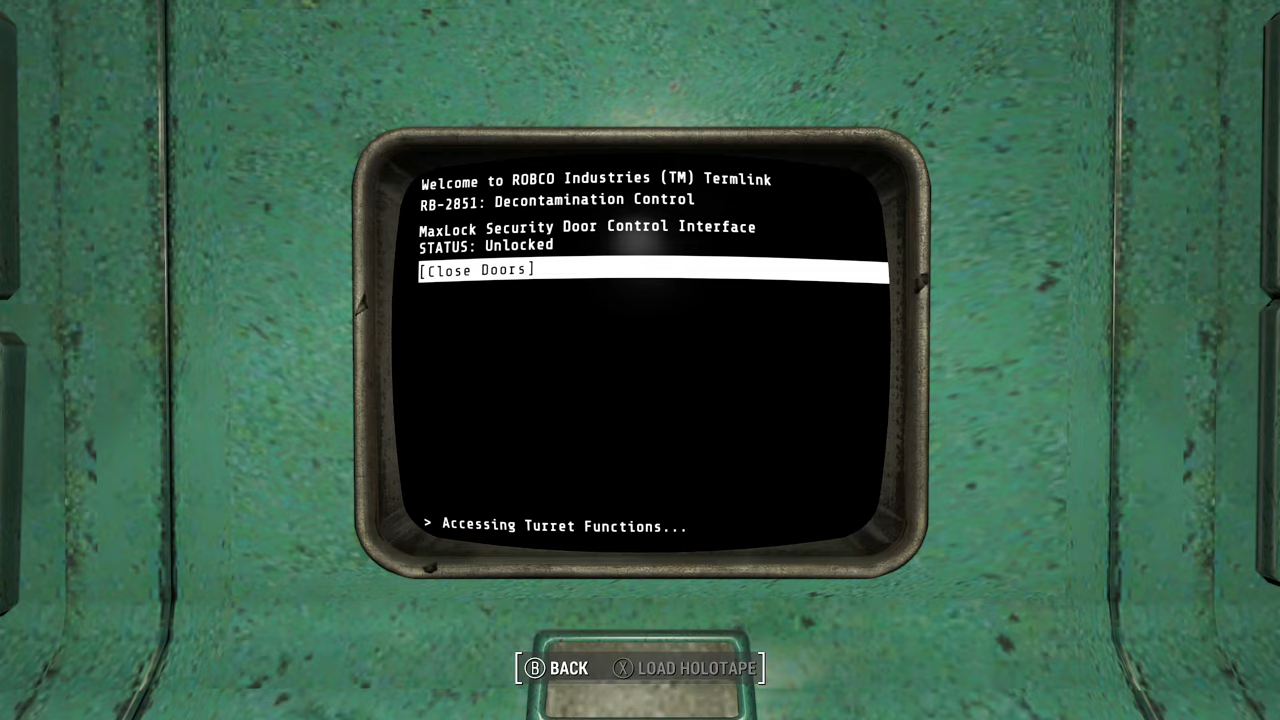 Welcome to ROBCO Industries (TM) Termlink
RB-2851: Decontamination Control
MaxLock Security Door Control Interface
STATUS: Unlocked
[Close Doors]
> Accessing Turret Functions...
[Ⓑ BACK Ⓧ LOAD HOLOTAPE]